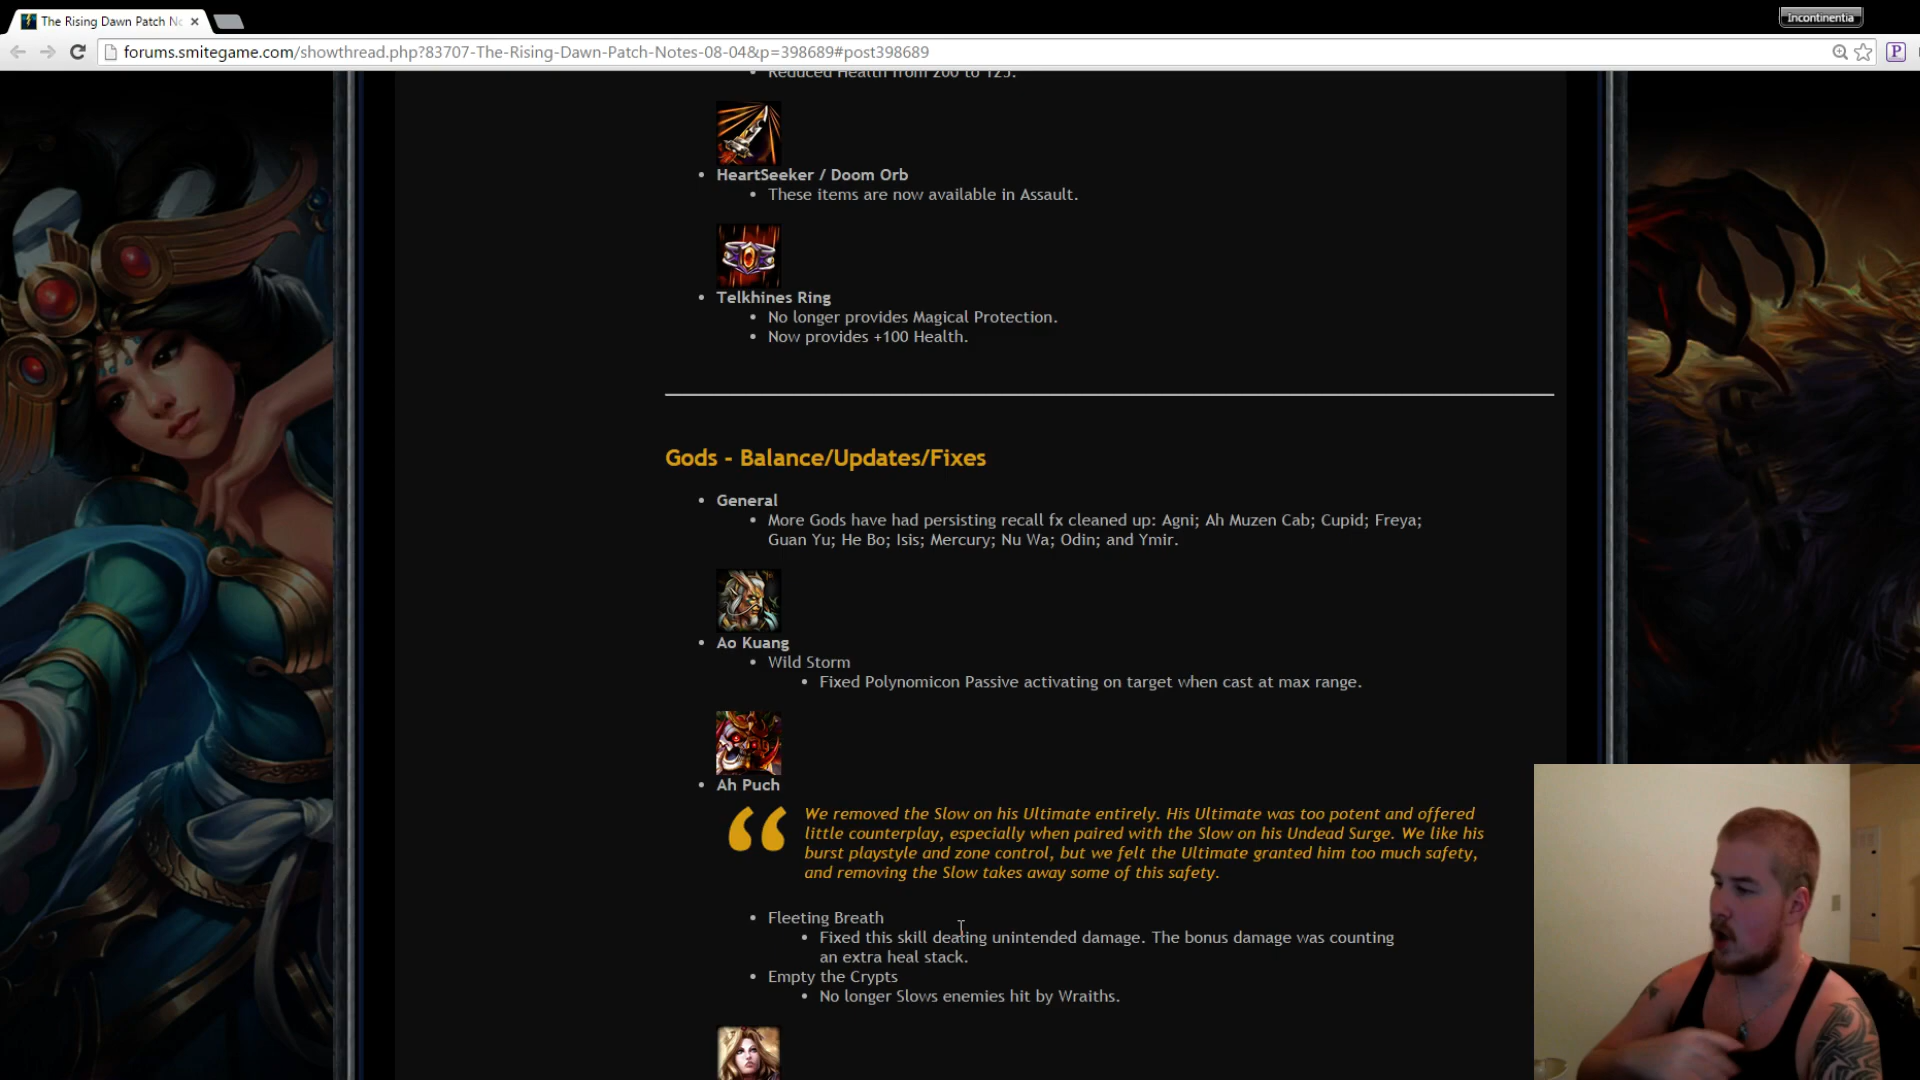 The Rising Dawn Patch No
Incontinentia
forums.smitegame.com/showthread.php?83707-The-Rising-Dawn-Patch-Notes-08-04&p=398689#post398689
Reduced Health from 200 to 125.
HeartSeeker / Doom Orb
These items are now available in Assault.
Telkhines Ring
No longer provides Magical Protection.
Now provides +100 Health.
Gods - Balance/Updates/Fixes
General
More Gods have had persisting recall fx cleaned up: Agni; Ah Muzen Cab; Cupid; Freya;
Guan Yu; He Bo; Isis; Mercury; Nu Wa; Odin; and Ymir.
Ao Kuang
Wild Storm
Fixed Polynomicon Passive activating on target when cast at max range.
Ah Puch
We removed the Slow on his Ultimate entirely. His Ultimate was too potent and offered
little counterplay, especially when paired with the Slow on his Undead Surge. We like his
burst playstyle and zone control, but we felt the Ultimate granted him too much safety,
and removing the Slow takes away some of this safety.
Fleeting Breath
Fixed this skill dealing unintended damage. The bonus damage was counting
an extra heal stack.
Empty the Crypts
No longer Slows enemies hit by Wraiths.